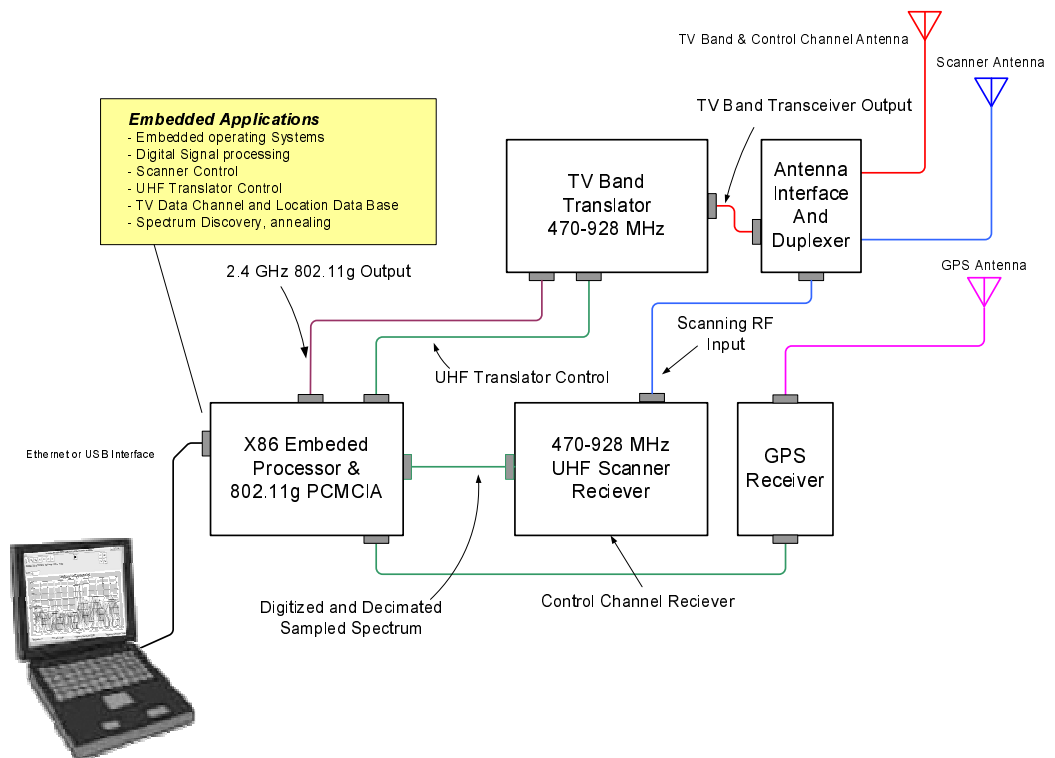 TV Band & Control Channel Antenna
Scanner Antenna
TV Band Transceiver Output
Embedded Applications
- Embedded operating Systems
- Digital Signal processing
- Scanner Control
- UHF Translator Control
- TV Data Channel and Location Data Base
- Spectrum Discovery, annealing
TV Band
Translator
470-928 MHz
Antenna
Interface
And
Duplexer
2.4 GHz 802.11g Output
GPS Antenna
Scanning RF
Input
UHF Translator Control
Ethernet or USB Interface
X86 Embeded
Processor &
802.11g PCMCIA
470-928 MHz
UHF Scanner
Reciever
GPS
Receiver
Digitized and Decimated
Sampled Spectrum
Control Channel Reciever